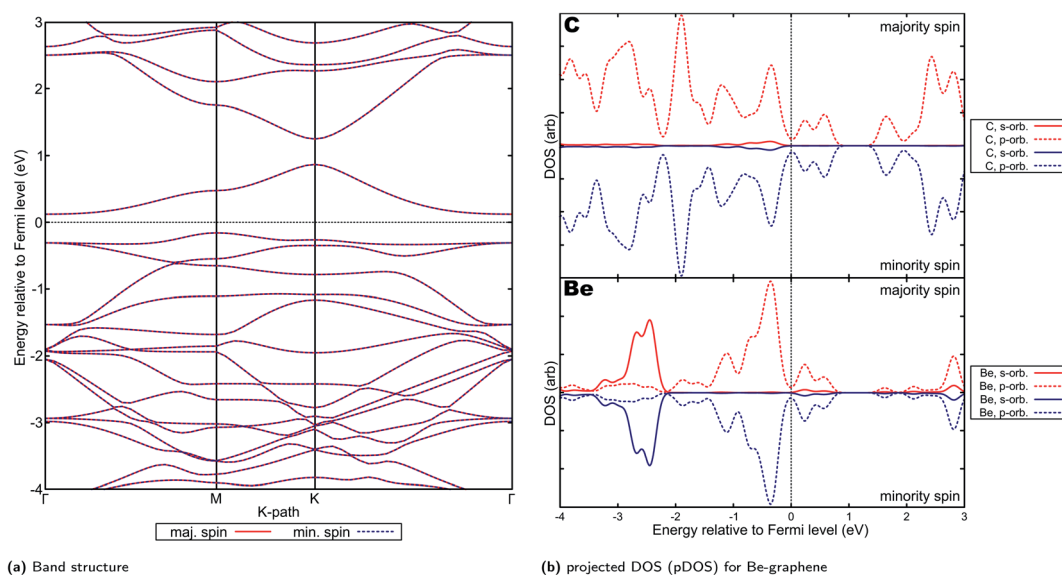 3
2
1
0
-1
-2
-3
-4
Energy relative to Fermi level (eV)
Γ M K Γ
K-path
maj. spin min. spin
(a) Band structure
C
majority spin
minority spin
DOS (arb)
C, s-orb.
C, p-orb.
C, s-orb.
C, p-orb.
Be
majority spin
minority spin
DOS (arb)
Be, s-orb.
Be, p-orb.
Be, s-orb.
Be, p-orb.
-4 -3 -2 -1 -0 1 2 3
Energy relative to Fermi level (eV)
(b) projected DOS (pDOS) for Be-graphene